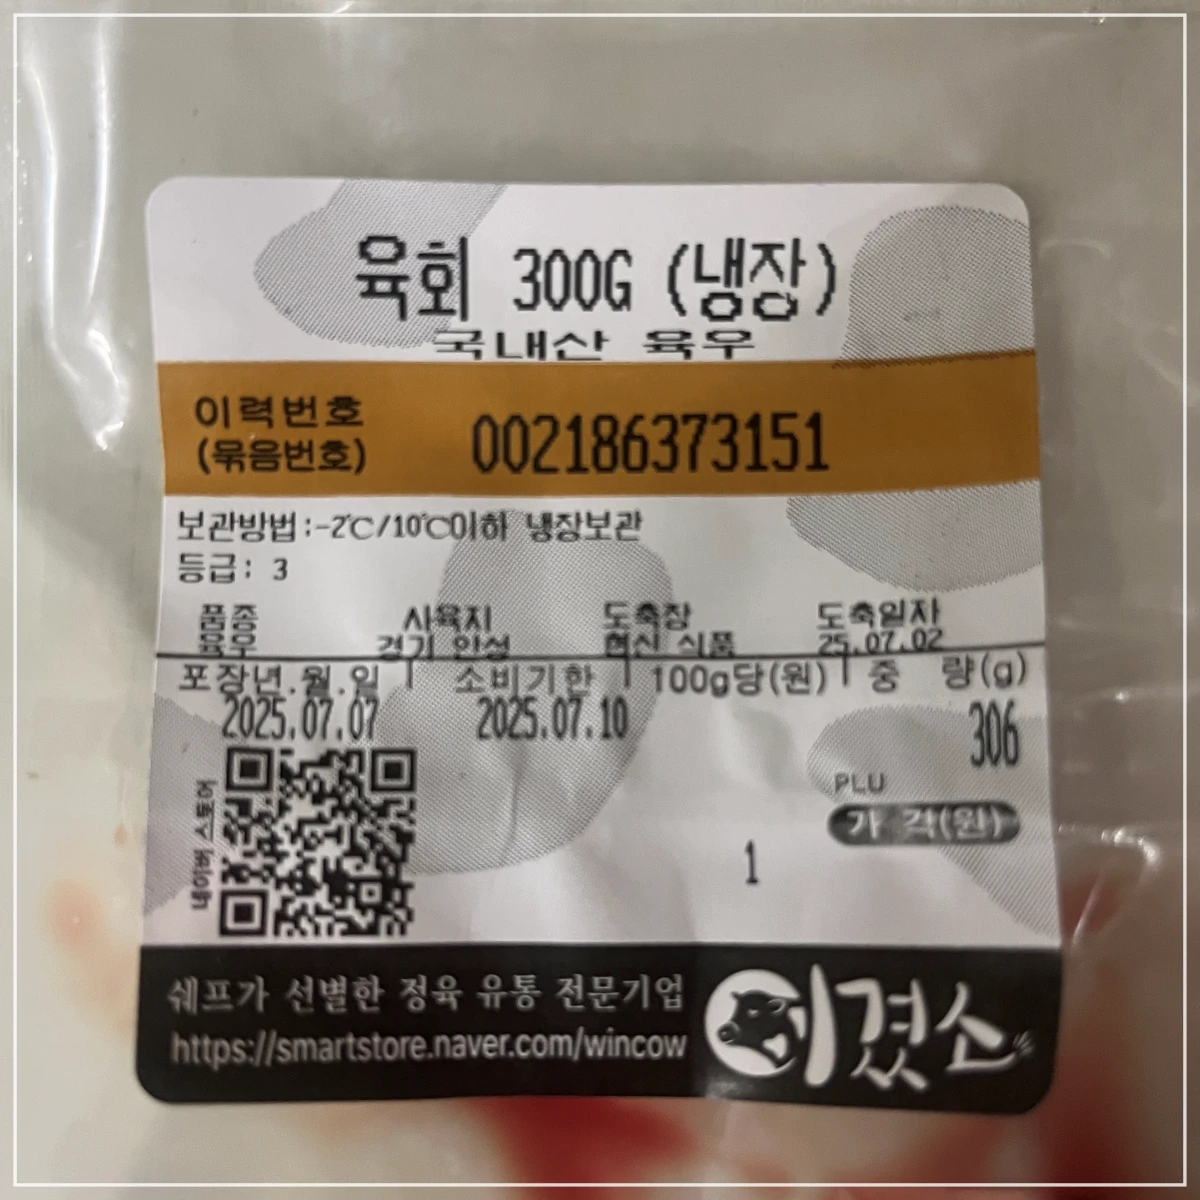 육회 300G (냉장)
국내산 육우
이력번호
(묶음번호)
002186373151
보관방법:-2℃/10℃이하 냉장보관
등급: 3
품종 사육지 도축장 도축일자
육우 경기 안성 혁신 식품 25.07.02
포장년.월.일 소비기한 100g당(원) 중 량(g)
2025.07.07 2025.07.10 306
PLU
가 격(원)
1
네이버 스토어
쉐프가 선별한 정육 유통 전문기업
https://smartstore.naver.com/wincow
이겼소